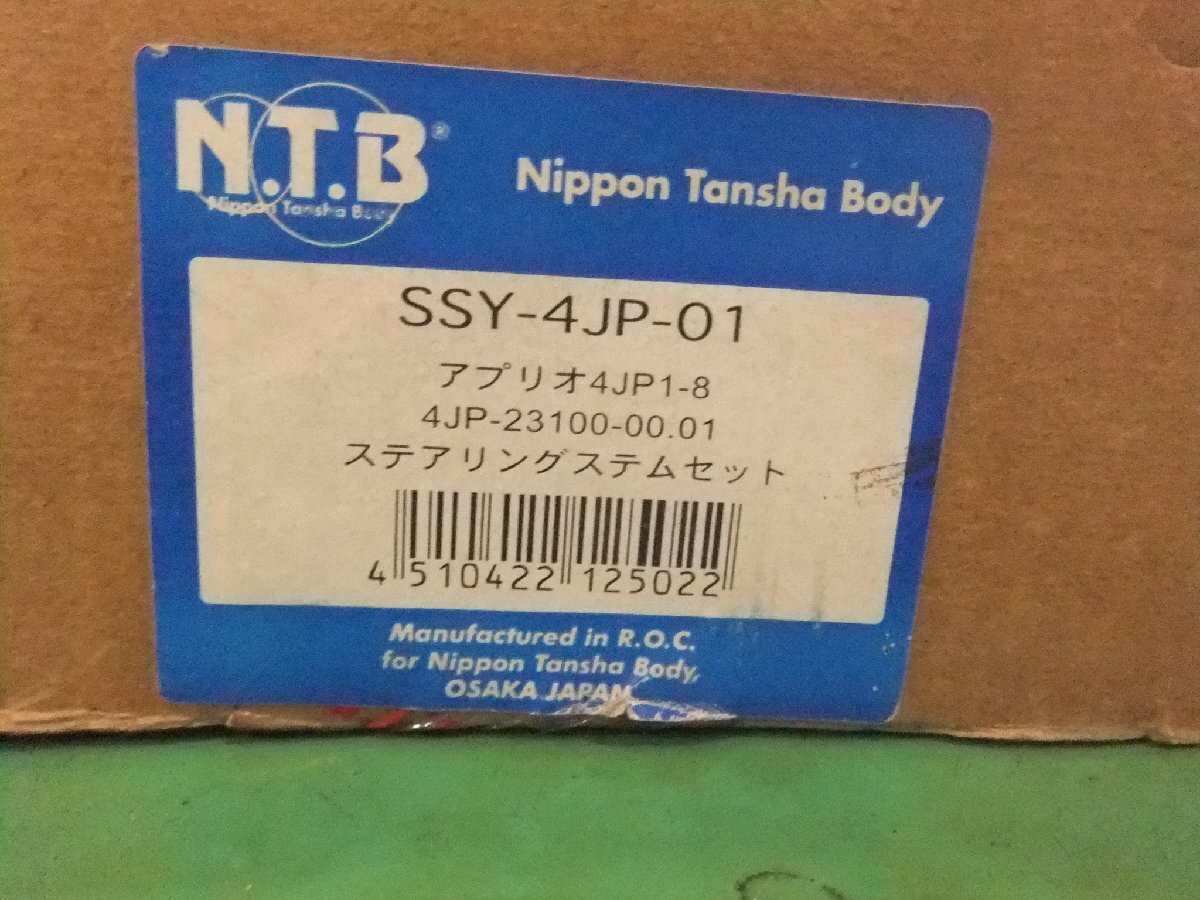 N.T.B®
Nippon Tansha Body
Nippon Tansha Body
SSY-4JP-01
アプリオ4JP1-8
4JP-23100-00.01
ステアリングステムセット
4 510422 125022
Manufactured in R.O.C.
for Nippon Tansha Body,
OSAKA JAPAN